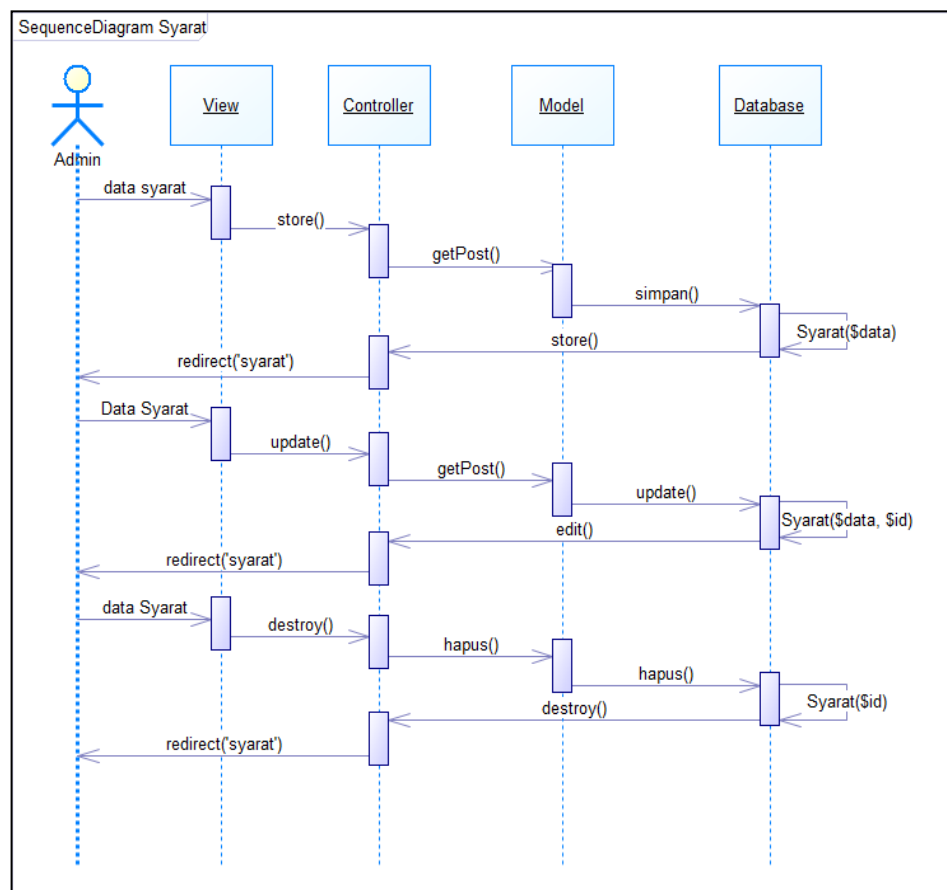 SequenceDiagram Syarat
View
Controller
Model
Database
Admin
data syarat
store()
getPost()
simpan()
Syarat($data)
store()
redirect('syarat')
Data Syarat
update()
getPost()
update()
Syarat($data, $id)
edit()
redirect('syarat')
data Syarat
destroy()
hapus()
hapus()
Syarat($id)
destroy()
redirect('syarat')